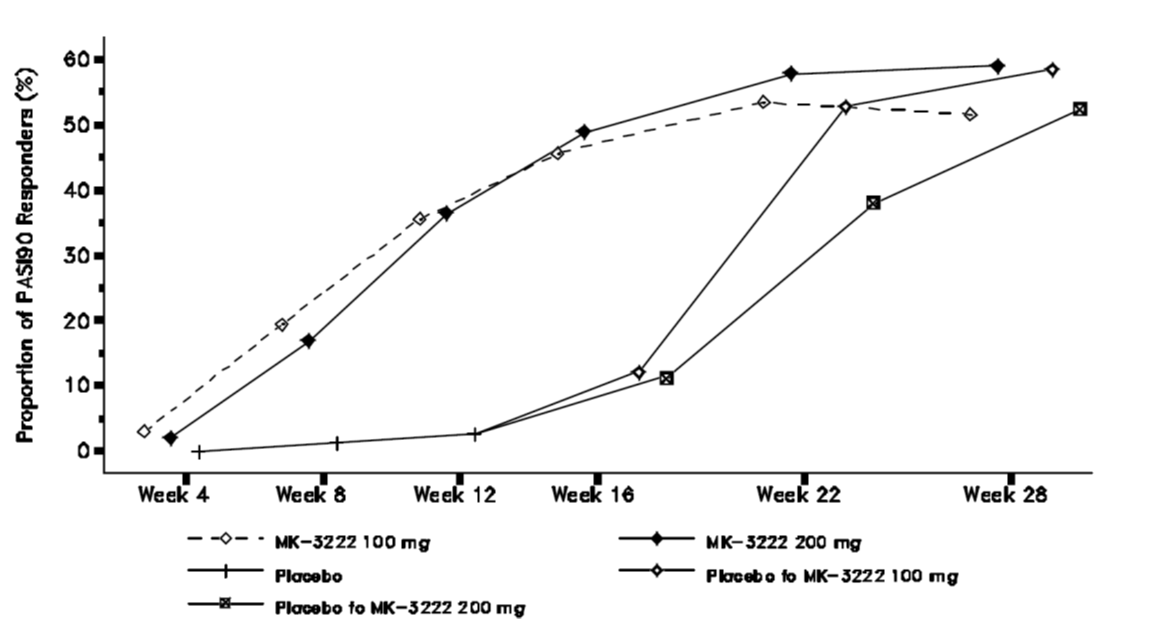 Proportion of PASI90 Responders (%)
60
50
40
30
20
10
0
Week 4 Week 8 Week 12 Week 16 Week 22 Week 28
MK-3222 100 mg MK-3222 200 mg
Placebo Placebo to MK-3222 100 mg
Placebo to MK-3222 200 mg